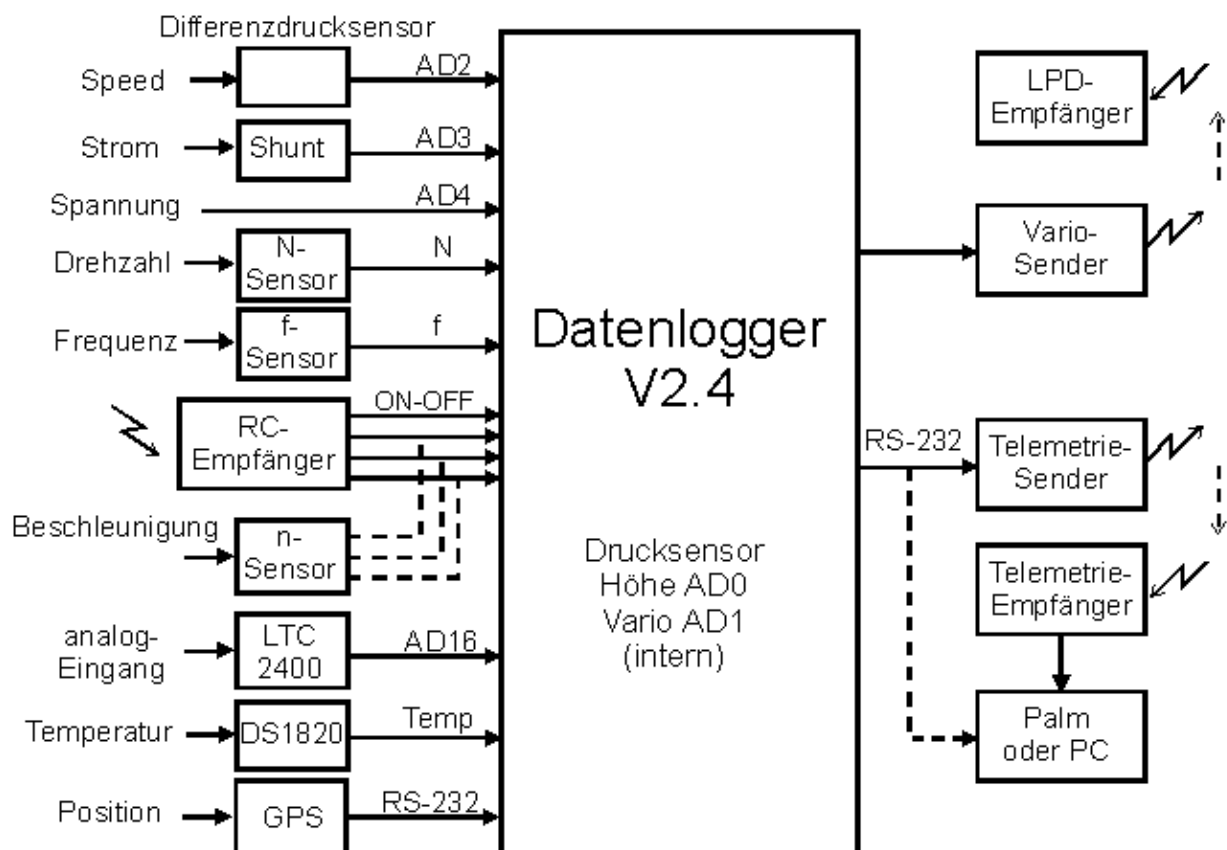 Differenzdrucksensor
Speed
AD2
Strom
Shunt
AD3
Spannung
AD4
Drehzahl
N-
Sensor
N
Frequenz
f-
Sensor
f
RC-
Empfänger
ON-OFF
Beschleunigung
n-
Sensor
analog-
Eingang
LTC
2400
AD16
Temperatur
DS1820
Temp
Position
GPS
RS-232
Datenlogger
V2.4
Drucksensor
Höhe AD0
Vario AD1
(intern)
LPD-
Empfänger
Vario-
Sender
RS-232
Telemetrie-
Sender
Telemetrie-
Empfänger
Palm
oder PC